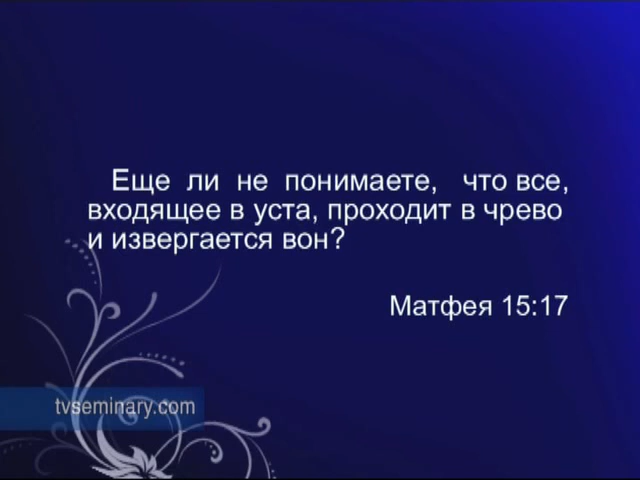 Еще ли не понимаете, что все,
входящее в уста, проходит в чрево
и извергается вон?
Матфея 15:17
tvseminary.com